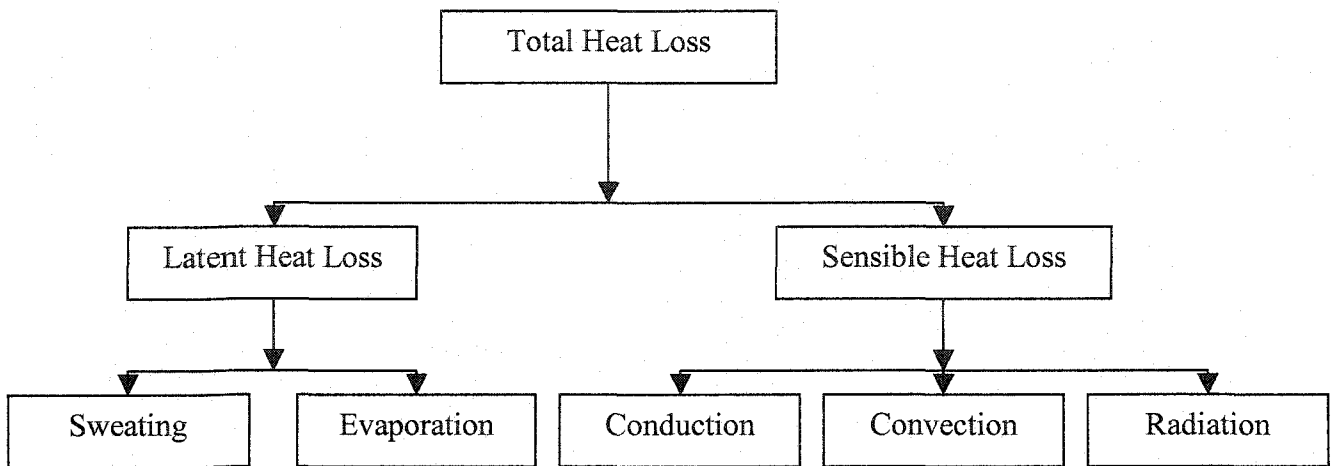 Total Heat Loss
Latent Heat Loss
Sensible Heat Loss
Sweating
Evaporation
Conduction
Convection
Radiation